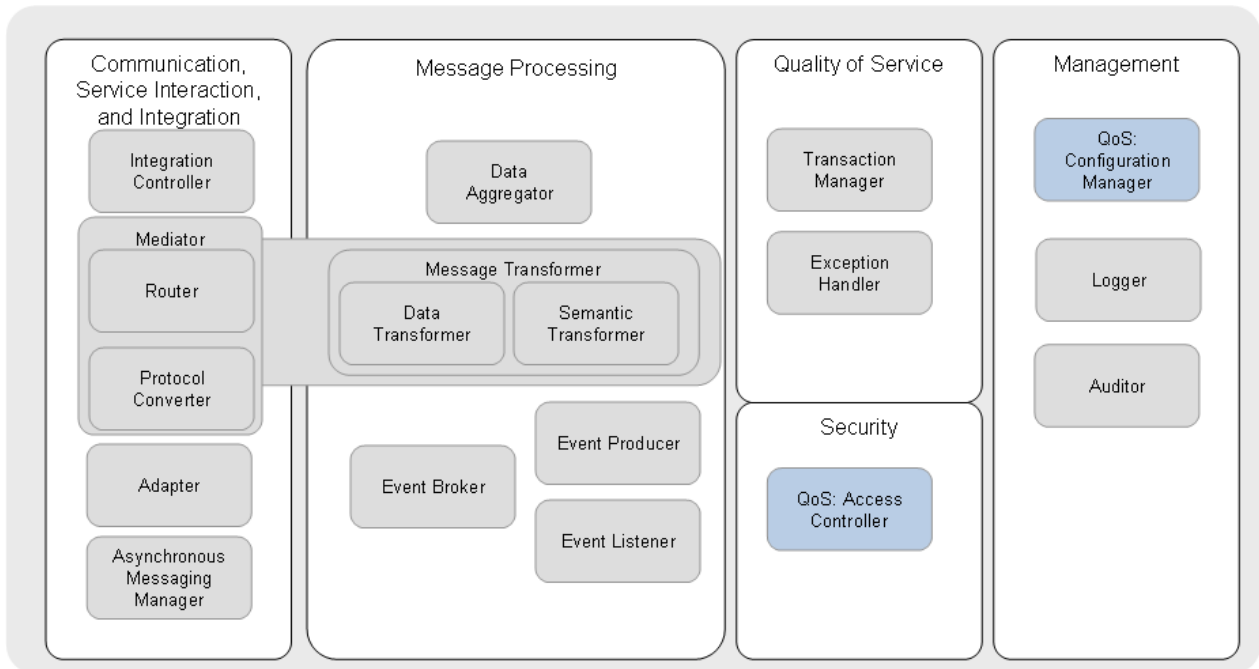 Communication,
Service Interaction,
and Integration
Integration
Controller
Mediator
Router
Protocol
Converter
Adapter
Asynchronous
Messaging
Manager
Message Processing
Data
Aggregator
Message Transformer
Data
Transformer
Semantic
Transformer
Event Broker
Event Producer
Event Listener
Quality of Service
Transaction
Manager
Exception
Handler
Security
QoS: Access
Controller
Management
QoS:
Configuration
Manager
Logger
Auditor